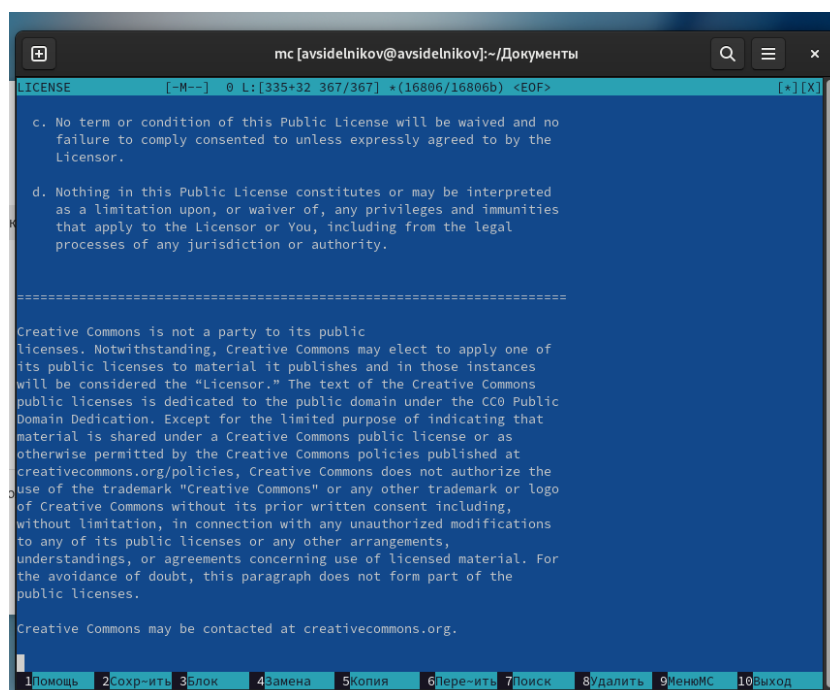 mc [avsidelnikov@avsidelnikov]:~/Документы
LICENSE [-M--] 0 L:[335+32 367/367] *(16806/16806b) <EOF> [*][X]
c. No term or condition of this Public License will be waived and no
failure to comply consented to unless expressly agreed to by the
Licensor.
d. Nothing in this Public License constitutes or may be interpreted
as a limitation upon, or waiver of, any privileges and immunities
that apply to the Licensor or You, including from the legal
processes of any jurisdiction or authority.
=======================================================================
Creative Commons is not a party to its public
licenses. Notwithstanding, Creative Commons may elect to apply one of
its public licenses to material it publishes and in those instances
will be considered the “Licensor.” The text of the Creative Commons
public licenses is dedicated to the public domain under the CC0 Public
Domain Dedication. Except for the limited purpose of indicating that
material is shared under a Creative Commons public license or as
otherwise permitted by the Creative Commons policies published at
creativecommons.org/policies, Creative Commons does not authorize the
use of the trademark "Creative Commons" or any other trademark or logo
of Creative Commons without its prior written consent including,
without limitation, in connection with any unauthorized modifications
to any of its public licenses or any other arrangements,
understandings, or agreements concerning use of licensed material. For
the avoidance of doubt, this paragraph does not form part of the
public licenses.
Creative Commons may be contacted at creativecommons.org.
1Помощь 2Сохр~ить 3Блок 4Замена 5Копия 6Пере~ить 7Поиск 8Удалить 9МенюMC 10Выход